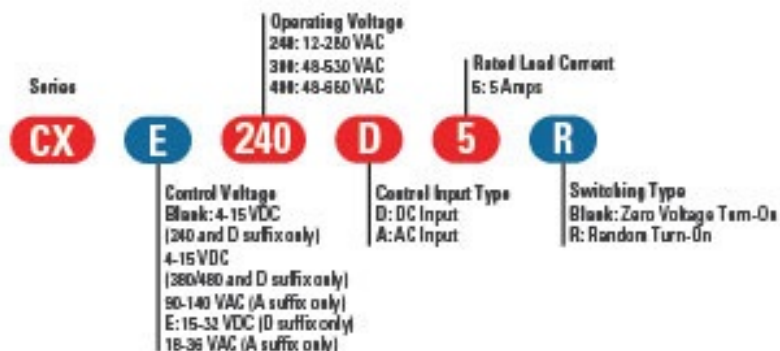 Operating Voltage
240: 12-280 VAC
380: 48-530 VAC
480: 48-660 VAC
Rated Load Current
5: 5 Amps
Series
CX E 240 D 5 R
Control Voltage
Blank: 4-15 VDC
(240 and D suffix only)
4-15 VDC
(380/480 and D suffix only)
90-140 VAC (A suffix only)
E: 15-32 VDC (D suffix only)
18-36 VAC (A suffix only)
Control Input Type
D: DC Input
A: AC Input
Switching Type
Blank: Zero Voltage Turn-On
R: Random Turn-On